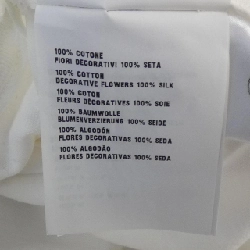 100% COTONE
FIORI DECORATIVI 100% SETA
100% COTTON
DECORATIVE FLOWERS 100% SILK
100% COTON
FLEURS DÉCORATIVES 100% SOIE
100% BAUMWOLLE
BLUMENVERZIERUNG 100% SEIDE
100% ALGODÓN
FLORES DECORATIVAS 100% SEDA
100% ALGODÃO
FLORES DECORATIVAS 100% SEDA